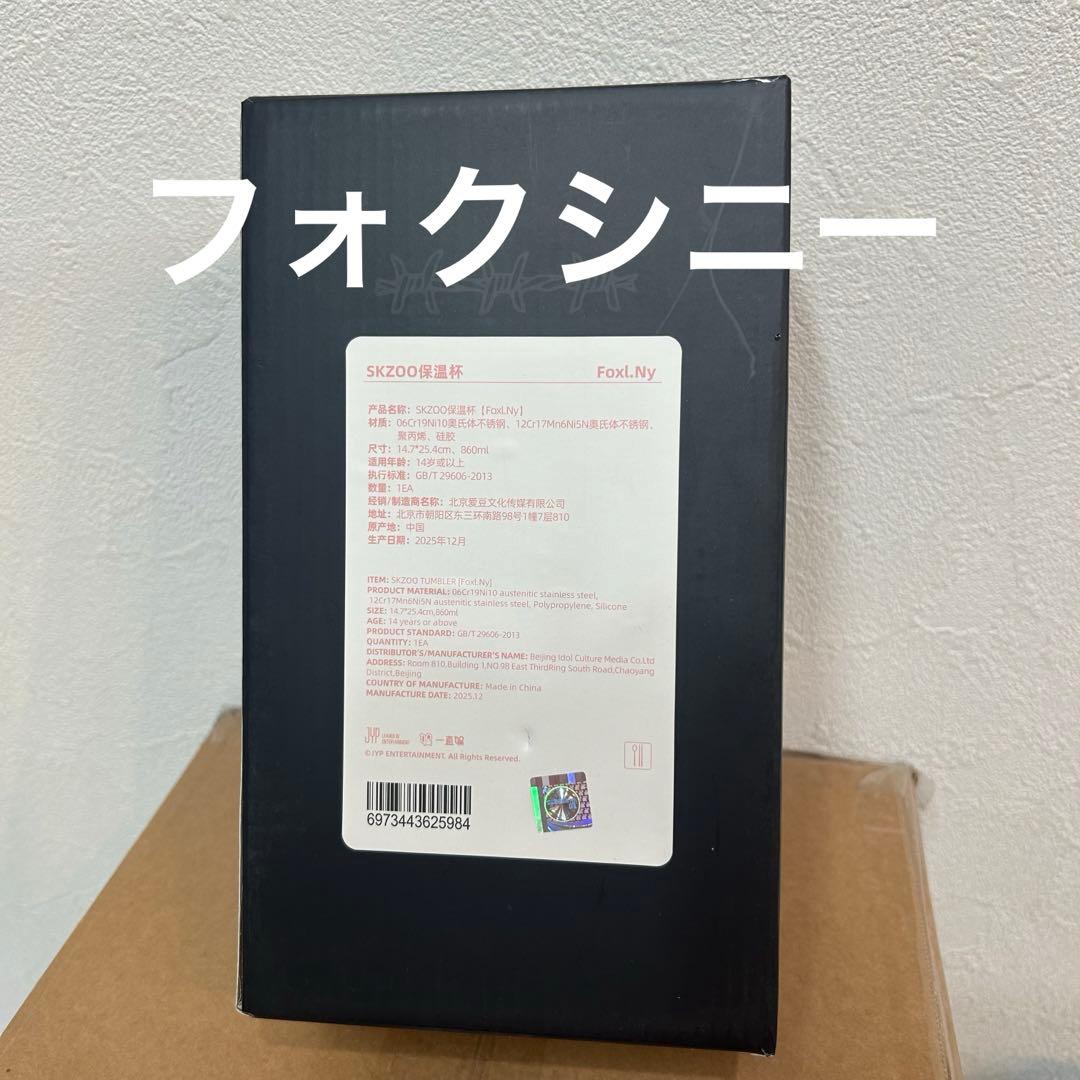 フォクシニー
SKZOO保温杯 Foxl.Ny
产品名称：SKZOO保温杯【Foxl.Ny】
材质：06Cr19Ni10奥氏体不锈钢、12Cr17Mn6Ni5N奥氏体不锈钢、
聚丙烯、硅胶
尺寸：14.7*25.4cm、860ml
适用年龄：14岁或以上
执行标准：GB/T 29606-2013
数量：1EA
经销/制造商名称：北京爱豆文化传媒有限公司
地址：北京市朝阳区东三环南路98号1幢7层810
原产地：中国
生产日期：2025年12月
ITEM: SKZOO TUMBLER [Foxl.Ny]
PRODUCT MATERIAL: 06Cr19Ni10 austenitic stainless steel,
12Cr17Mn6Ni5N austenitic stainless steel, Polypropylene, Silicone
SIZE: 14.7*25.4cm,860ml
AGE: 14 years or above
PRODUCT STANDARD: GB/T 29606-2013
QUANTITY: 1EA
DISTRIBUTOR'S/MANUFACTURER'S NAME: Beijing Idol Culture Media Co.Ltd
ADDRESS: Room 810,Building 1,NO.98 East ThirdRing South Road,Chaoyang
District,Beijing
COUNTRY OF MANUFACTURE: Made in China
MANUFACTURE DATE: 2025.12
JYP LEADER IN ENTERTAINMENT 一直娱
©JYP ENTERTAINMENT. All Rights Reserved.
6973443625984